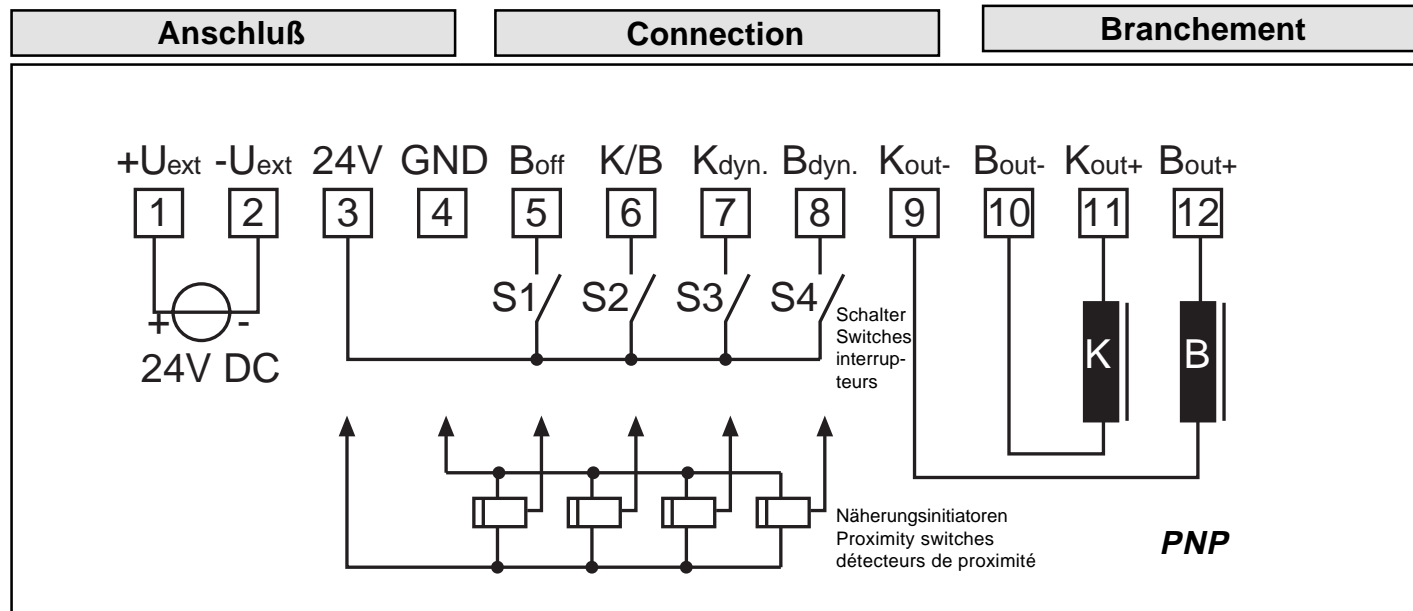 Anschluß Connection Branchement
+Uext -Uext 24V GND Boff K/B Kdyn. Bdyn. Kout- Bout- Kout+ Bout+
1 2 3 4 5 6 7 8 9 10 11 12
S1 S2 S3 S4
Schalter
Switches
interrup-
teurs
+ -
24V DC
K B
Näherungsinitiatoren
Proximity switches
détecteurs de proximité
PNP